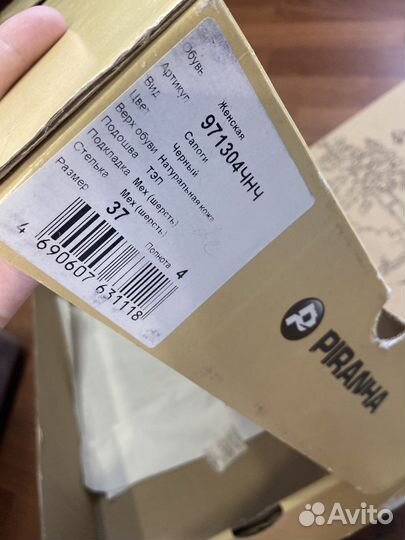 Обувь Женская
Артикул 971304ЧНЧ
Вид Сапоги
Цвет Черный
Верх обуви Натуральная кожа
Подошва ТЭП
Подкладка Мех (шерсть)
Стелька Мех (шерсть)
Размер 37 Полнота 4
4 690607 631118
PIRANHA
Avito